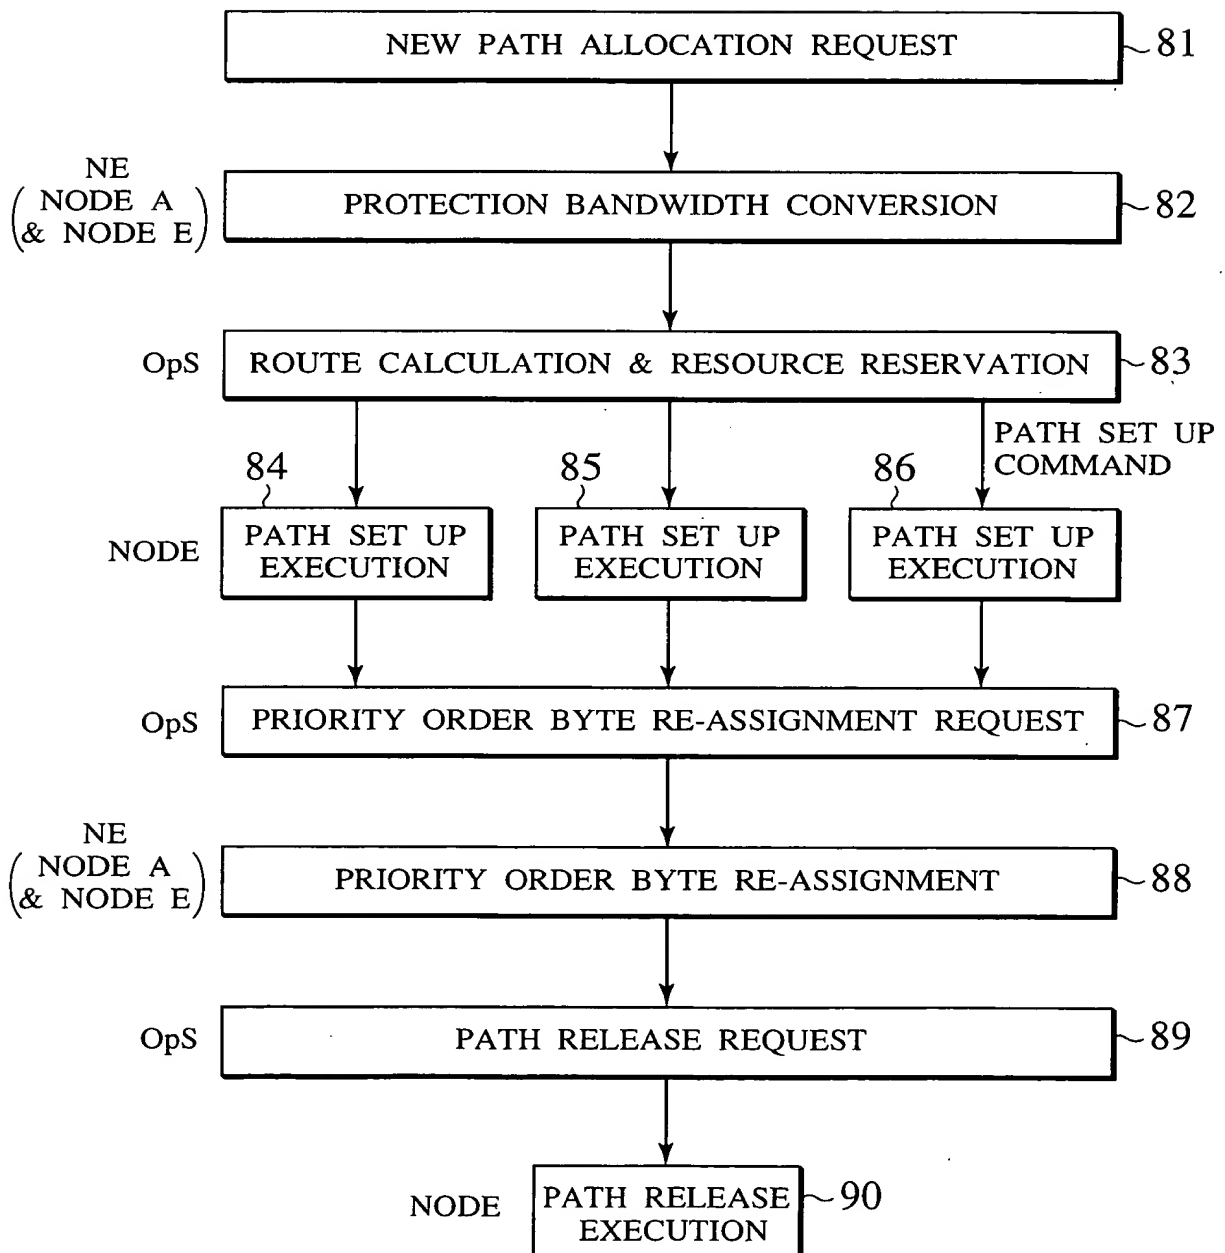 NEW PATH ALLOCATION REQUEST 81
NE
(NODE A
& NODE E)
PROTECTION BANDWIDTH CONVERSION 82
OpS ROUTE CALCULATION & RESOURCE RESERVATION 83
PATH SET UP
COMMAND
84 85 86
NODE
PATH SET UP
EXECUTION
PATH SET UP
EXECUTION
PATH SET UP
EXECUTION
OpS PRIORITY ORDER BYTE RE-ASSIGNMENT REQUEST 87
NE
(NODE A
& NODE E)
PRIORITY ORDER BYTE RE-ASSIGNMENT 88
OpS PATH RELEASE REQUEST 89
NODE
PATH RELEASE
EXECUTION
90